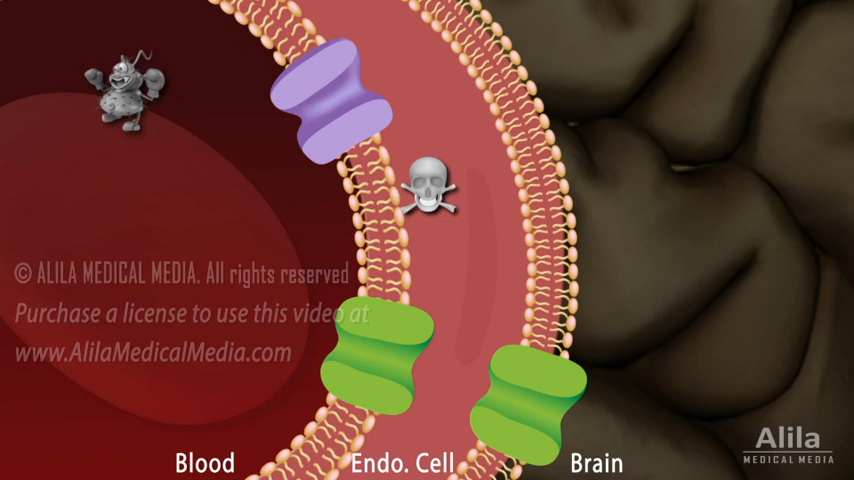 © ALILA MEDICAL MEDIA. All rights reserved
Purchase a license to use this video at
www.AlilaMedicalMedia.com
Blood
Endo. Cell
Brain
Alila
MEDICAL MEDIA